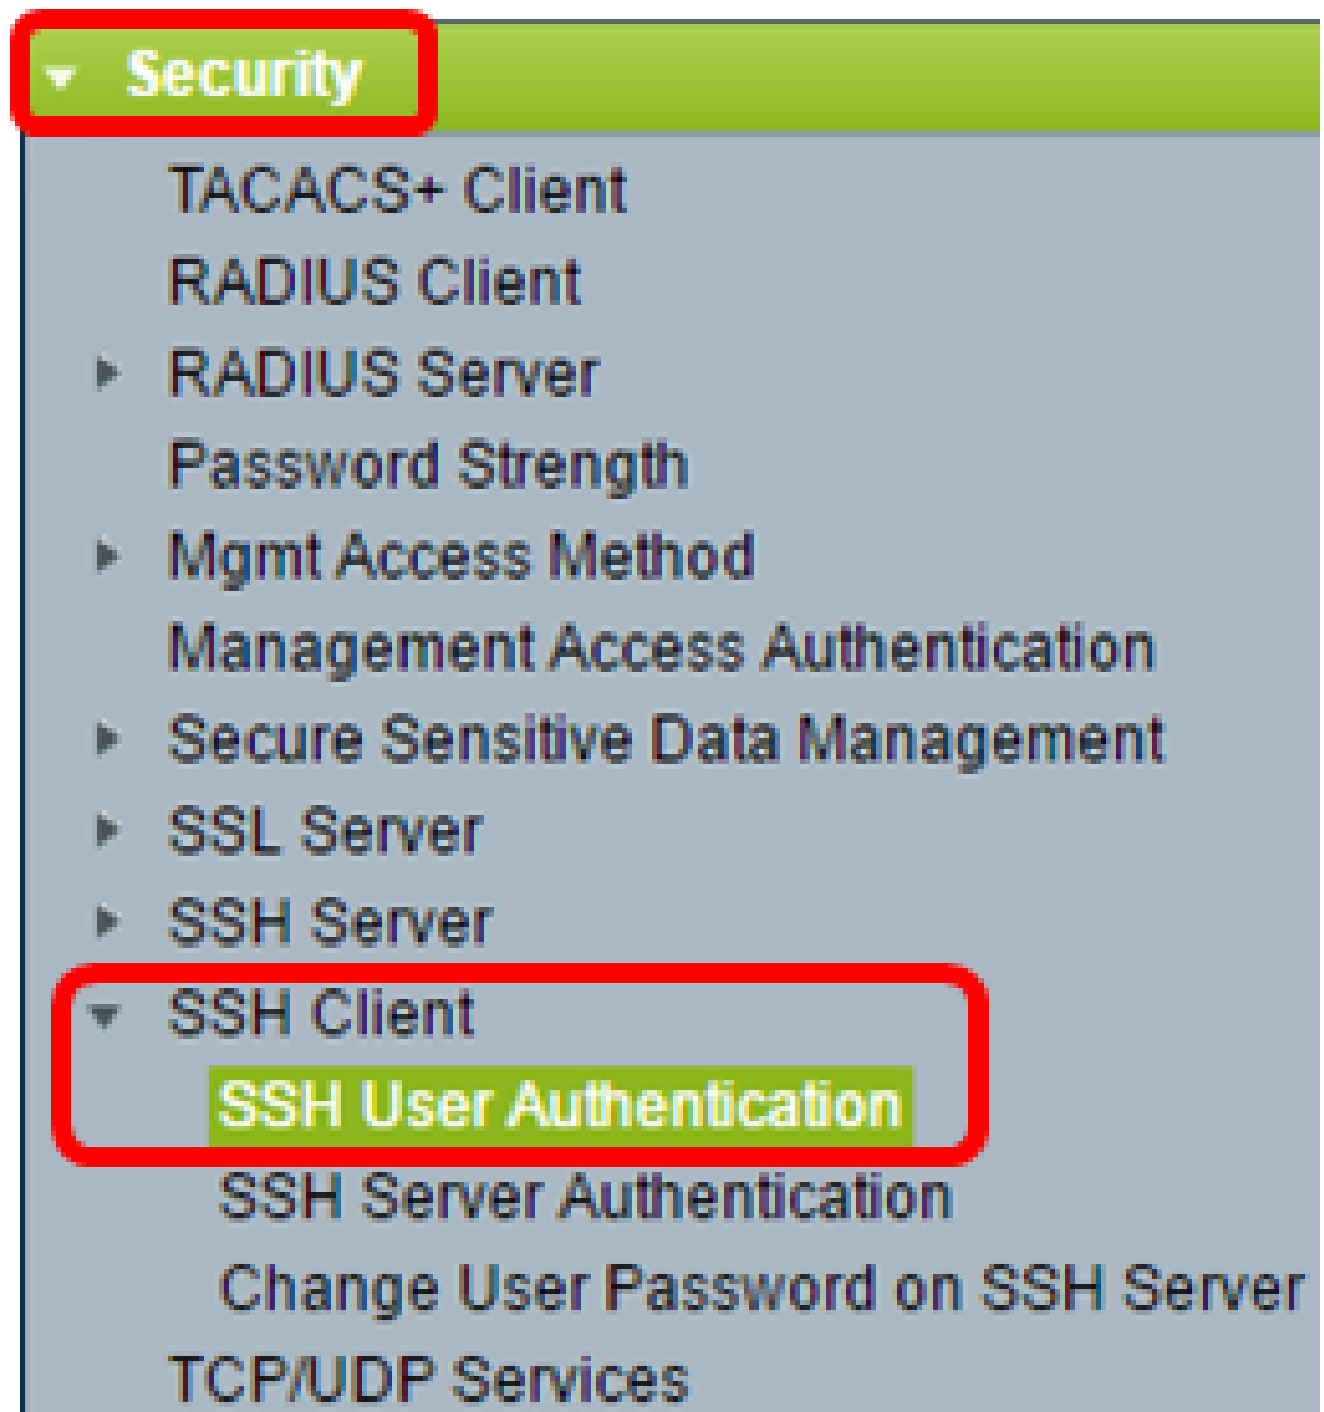 Security
TACACS+ Client
RADIUS Client
RADIUS Server
Password Strength
Mgmt Access Method
Management Access Authentication
Secure Sensitive Data Management
SSL Server
SSH Server
SSH Client
SSH User Authentication
SSH Server Authentication
Change User Password on SSH Server
TCP/UDP Services